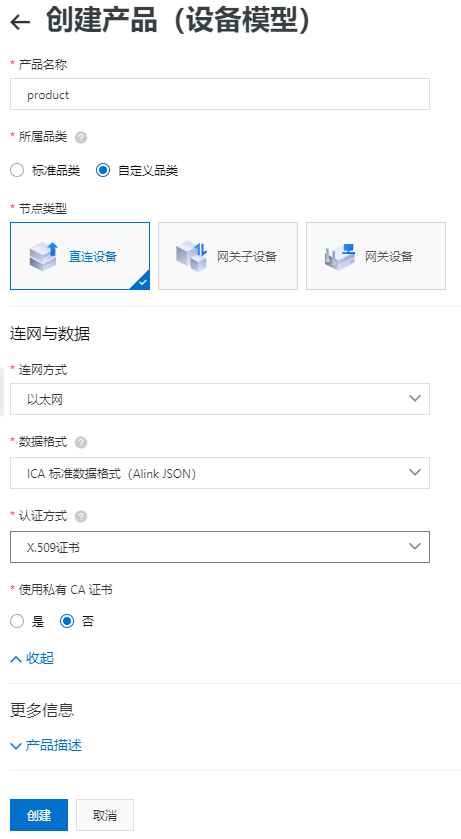 创建产品（设备模型）
* 产品名称
product
* 所属品类 ?
标准品类 自定义品类
* 节点类型
直连设备 网关子设备 网关设备
连网与数据
* 连网方式
以太网
* 数据格式 ?
ICA 标准数据格式（Alink JSON）
* 认证方式 ?
X.509证书
* 使用私有 CA 证书
是 否
收起
更多信息
产品描述
创建 取消